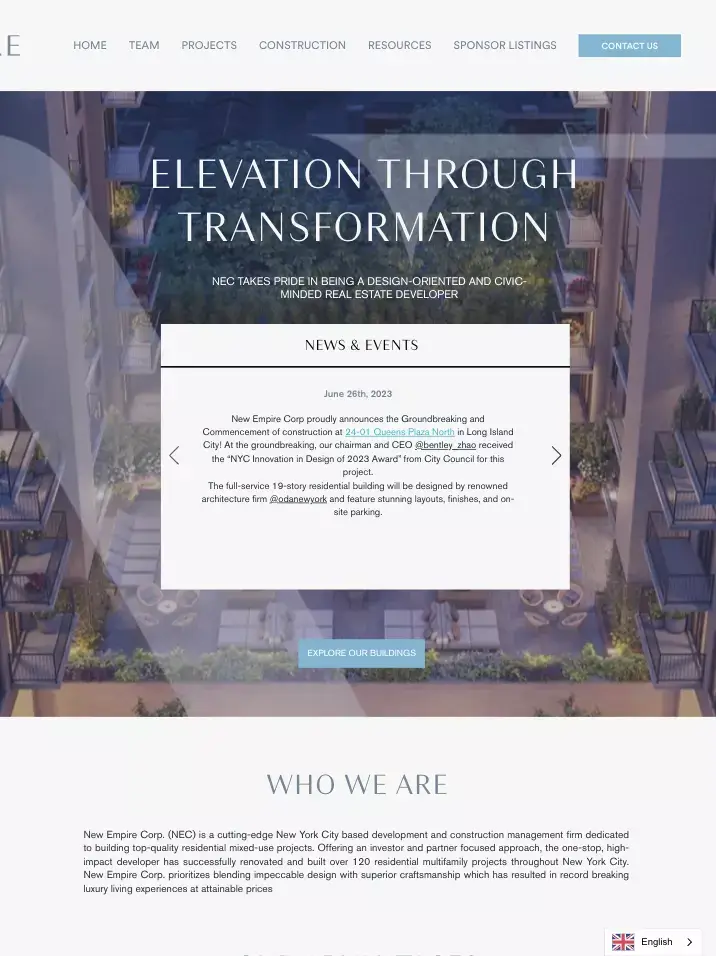 HOME TEAM PROJECTS CONSTRUCTION RESOURCES SPONSOR LISTINGS CONTACT US
ELEVATION THROUGH
TRANSFORMATION
NEC TAKES PRIDE IN BEING A DESIGN-ORIENTED AND CIVIC-
MINDED REAL ESTATE DEVELOPER
NEWS & EVENTS
June 26th, 2023
New Empire Corp proudly announces the Groundbreaking and
Commencement of construction at 24-01 Queens Plaza North in Long Island
City! At the groundbreaking, our chairman and CEO @bentley_zhao received
the “NYC Innovation in Design of 2023 Award” from City Council for this
project.
The full-service 19-story residential building will be designed by renowned
architecture firm @odanewyork and feature stunning layouts, finishes, and on-
site parking.
EXPLORE OUR BUILDINGS
WHO WE ARE
New Empire Corp. (NEC) is a cutting-edge New York City based development and construction management firm dedicated
to building top-quality residential mixed-use projects. Offering an investor and partner focused approach, the one-stop, high-
impact developer has successfully renovated and built over 120 residential multifamily projects throughout New York City.
New Empire Corp. prioritizes blending impeccable design with superior craftsmanship which has resulted in record breaking
luxury living experiences at attainable prices
English